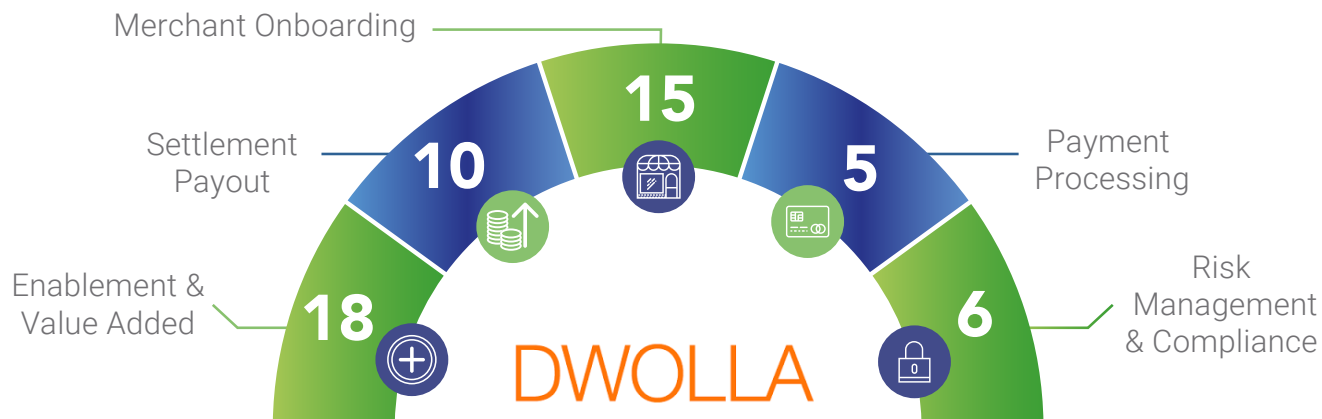 Merchant Onboarding
15
Settlement
Payout
10
5
Payment
Processing
Enablement &
Value Added
18
6
Risk
Management
& Compliance
DWOLLA